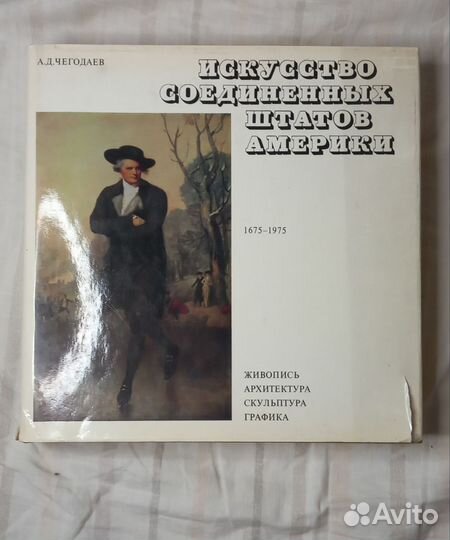 А.Д.ЧЕГОДАЕВ
ИСКУССТВО
СОЕДИНЕННЫХ
ШТАТОВ
АМЕРИКИ
1675–1975
ЖИВОПИСЬ
АРХИТЕКТУРА
СКУЛЬПТУРА
ГРАФИКА
Avito